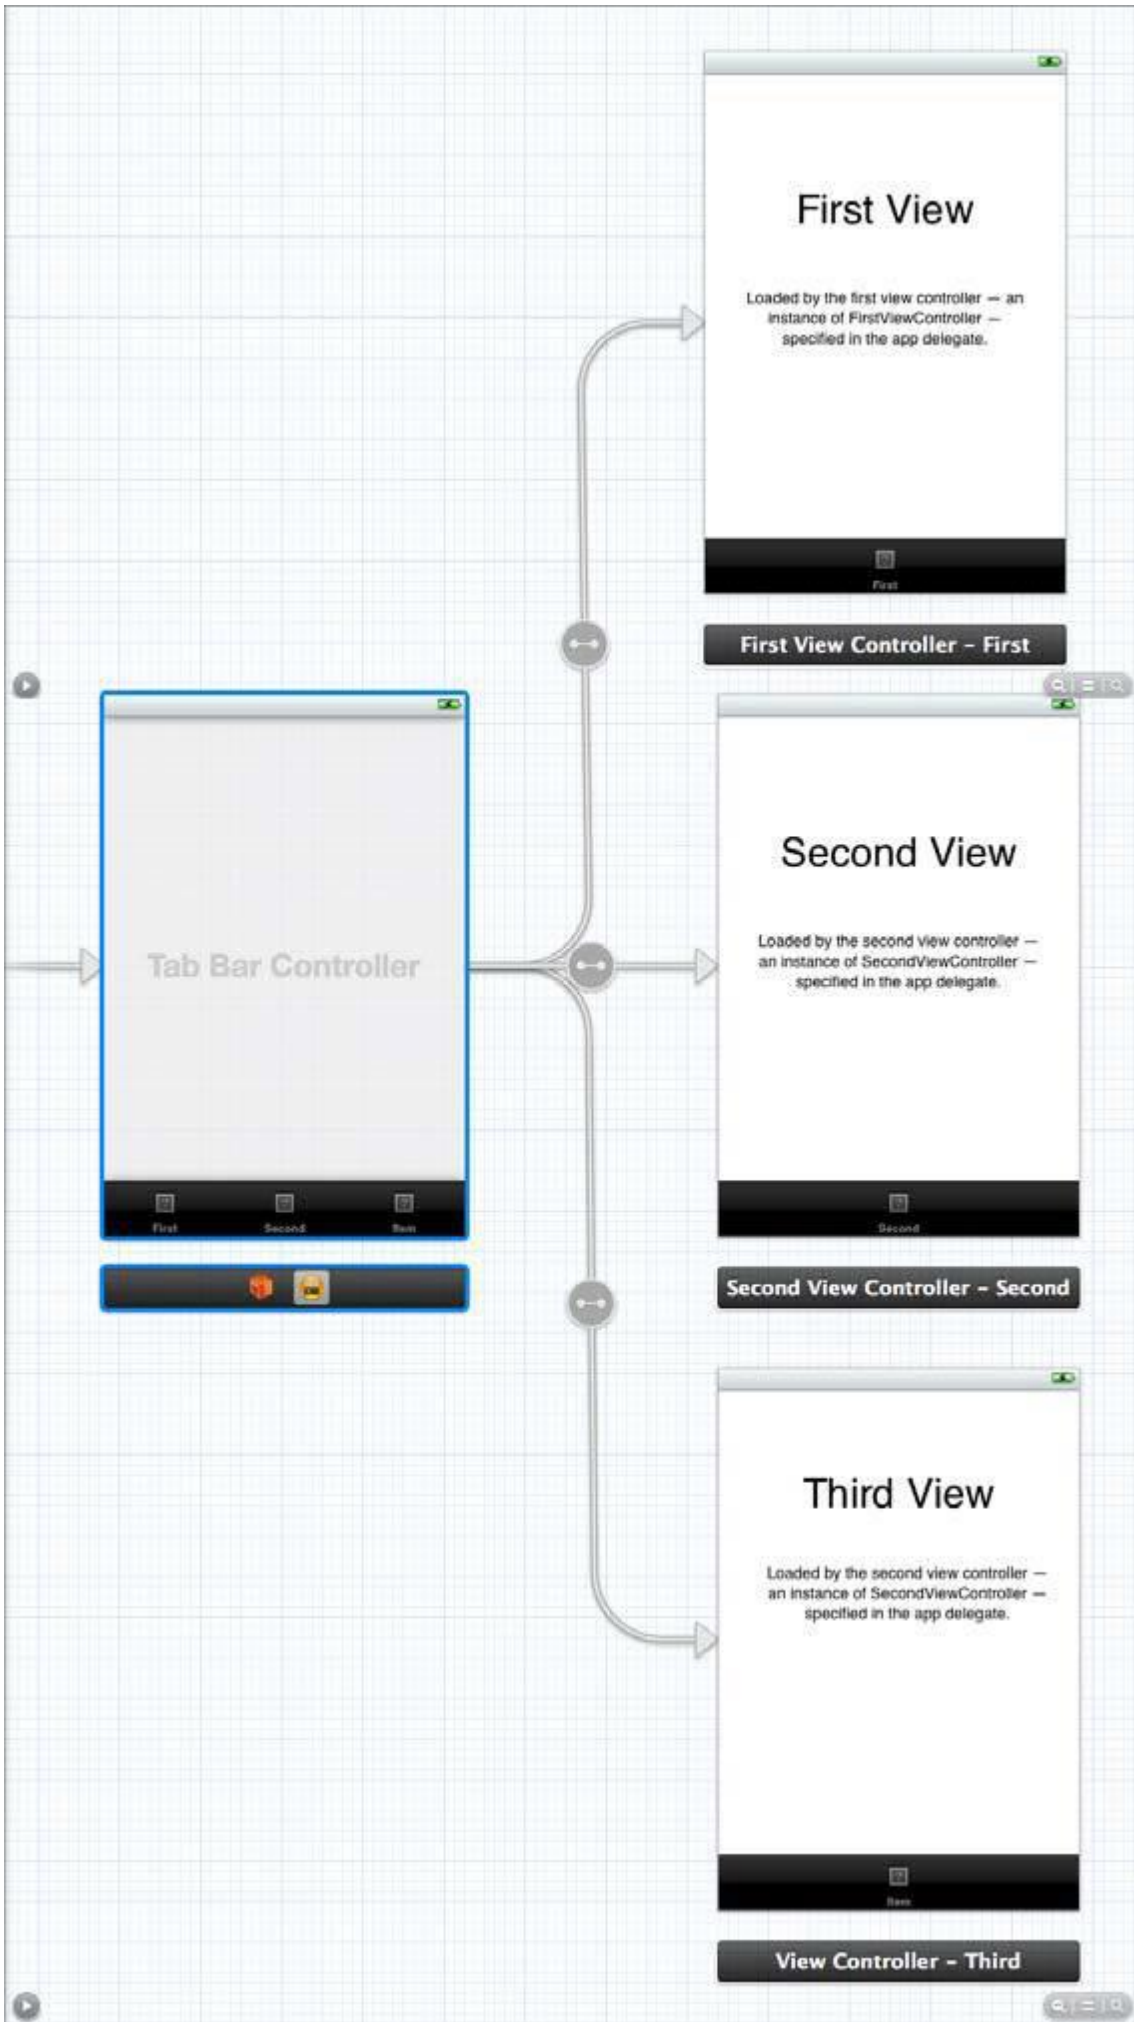 First View
Loaded by the first view controller — an
instance of FirstViewController —
specified in the app delegate.
First
First View Controller – First
Tab Bar Controller
First
Second
Item
Second View
Loaded by the second view controller —
an instance of SecondViewController —
specified in the app delegate.
Second
Second View Controller – Second
Third View
Loaded by the second view controller —
an instance of SecondViewController —
specified in the app delegate.
Item
View Controller – Third